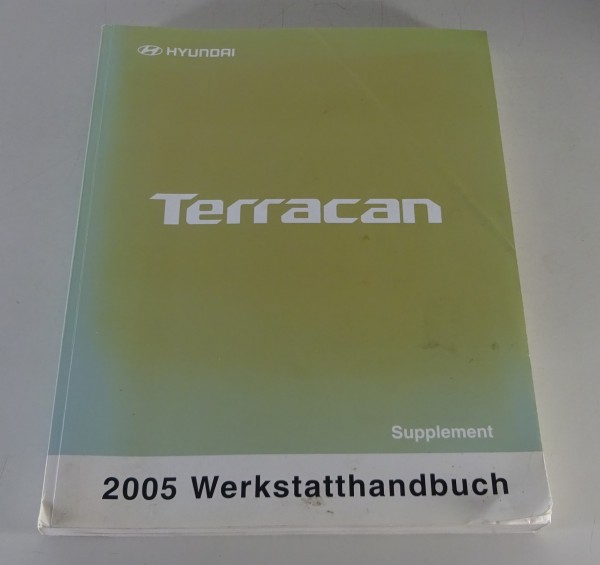 HYUNDAI
Terracan
Supplement
2005 Werkstatthandbuch